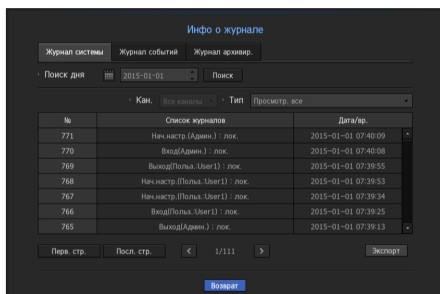 Инфо о журнале
Журнал системы Журнал событий Журнал архивир.
Поиск дня 2015-01-01 Поиск
Кан. Все каналы Тип Просмотр. все
№ Список журналов Дата/вр.
771 Нач.настр.(Админ.) : лок. 2015-01-01 07:40:09
770 Вход(Админ.) : лок. 2015-01-01 07:40:08
769 Выход(Польз.:User1) : лок. 2015-01-01 07:39:55
768 Нач.настр.(Польз.:User1) : лок. 2015-01-01 07:39:53
767 Нач.настр.(Польз.:User1) : лок. 2015-01-01 07:39:34
766 Вход(Польз.:User1) : лок. 2015-01-01 07:39:25
765 Выход(Админ.) : лок. 2015-01-01 07:39:13
Перв. стр. Посл. стр. < 1/111 > Экспорт
Возврат